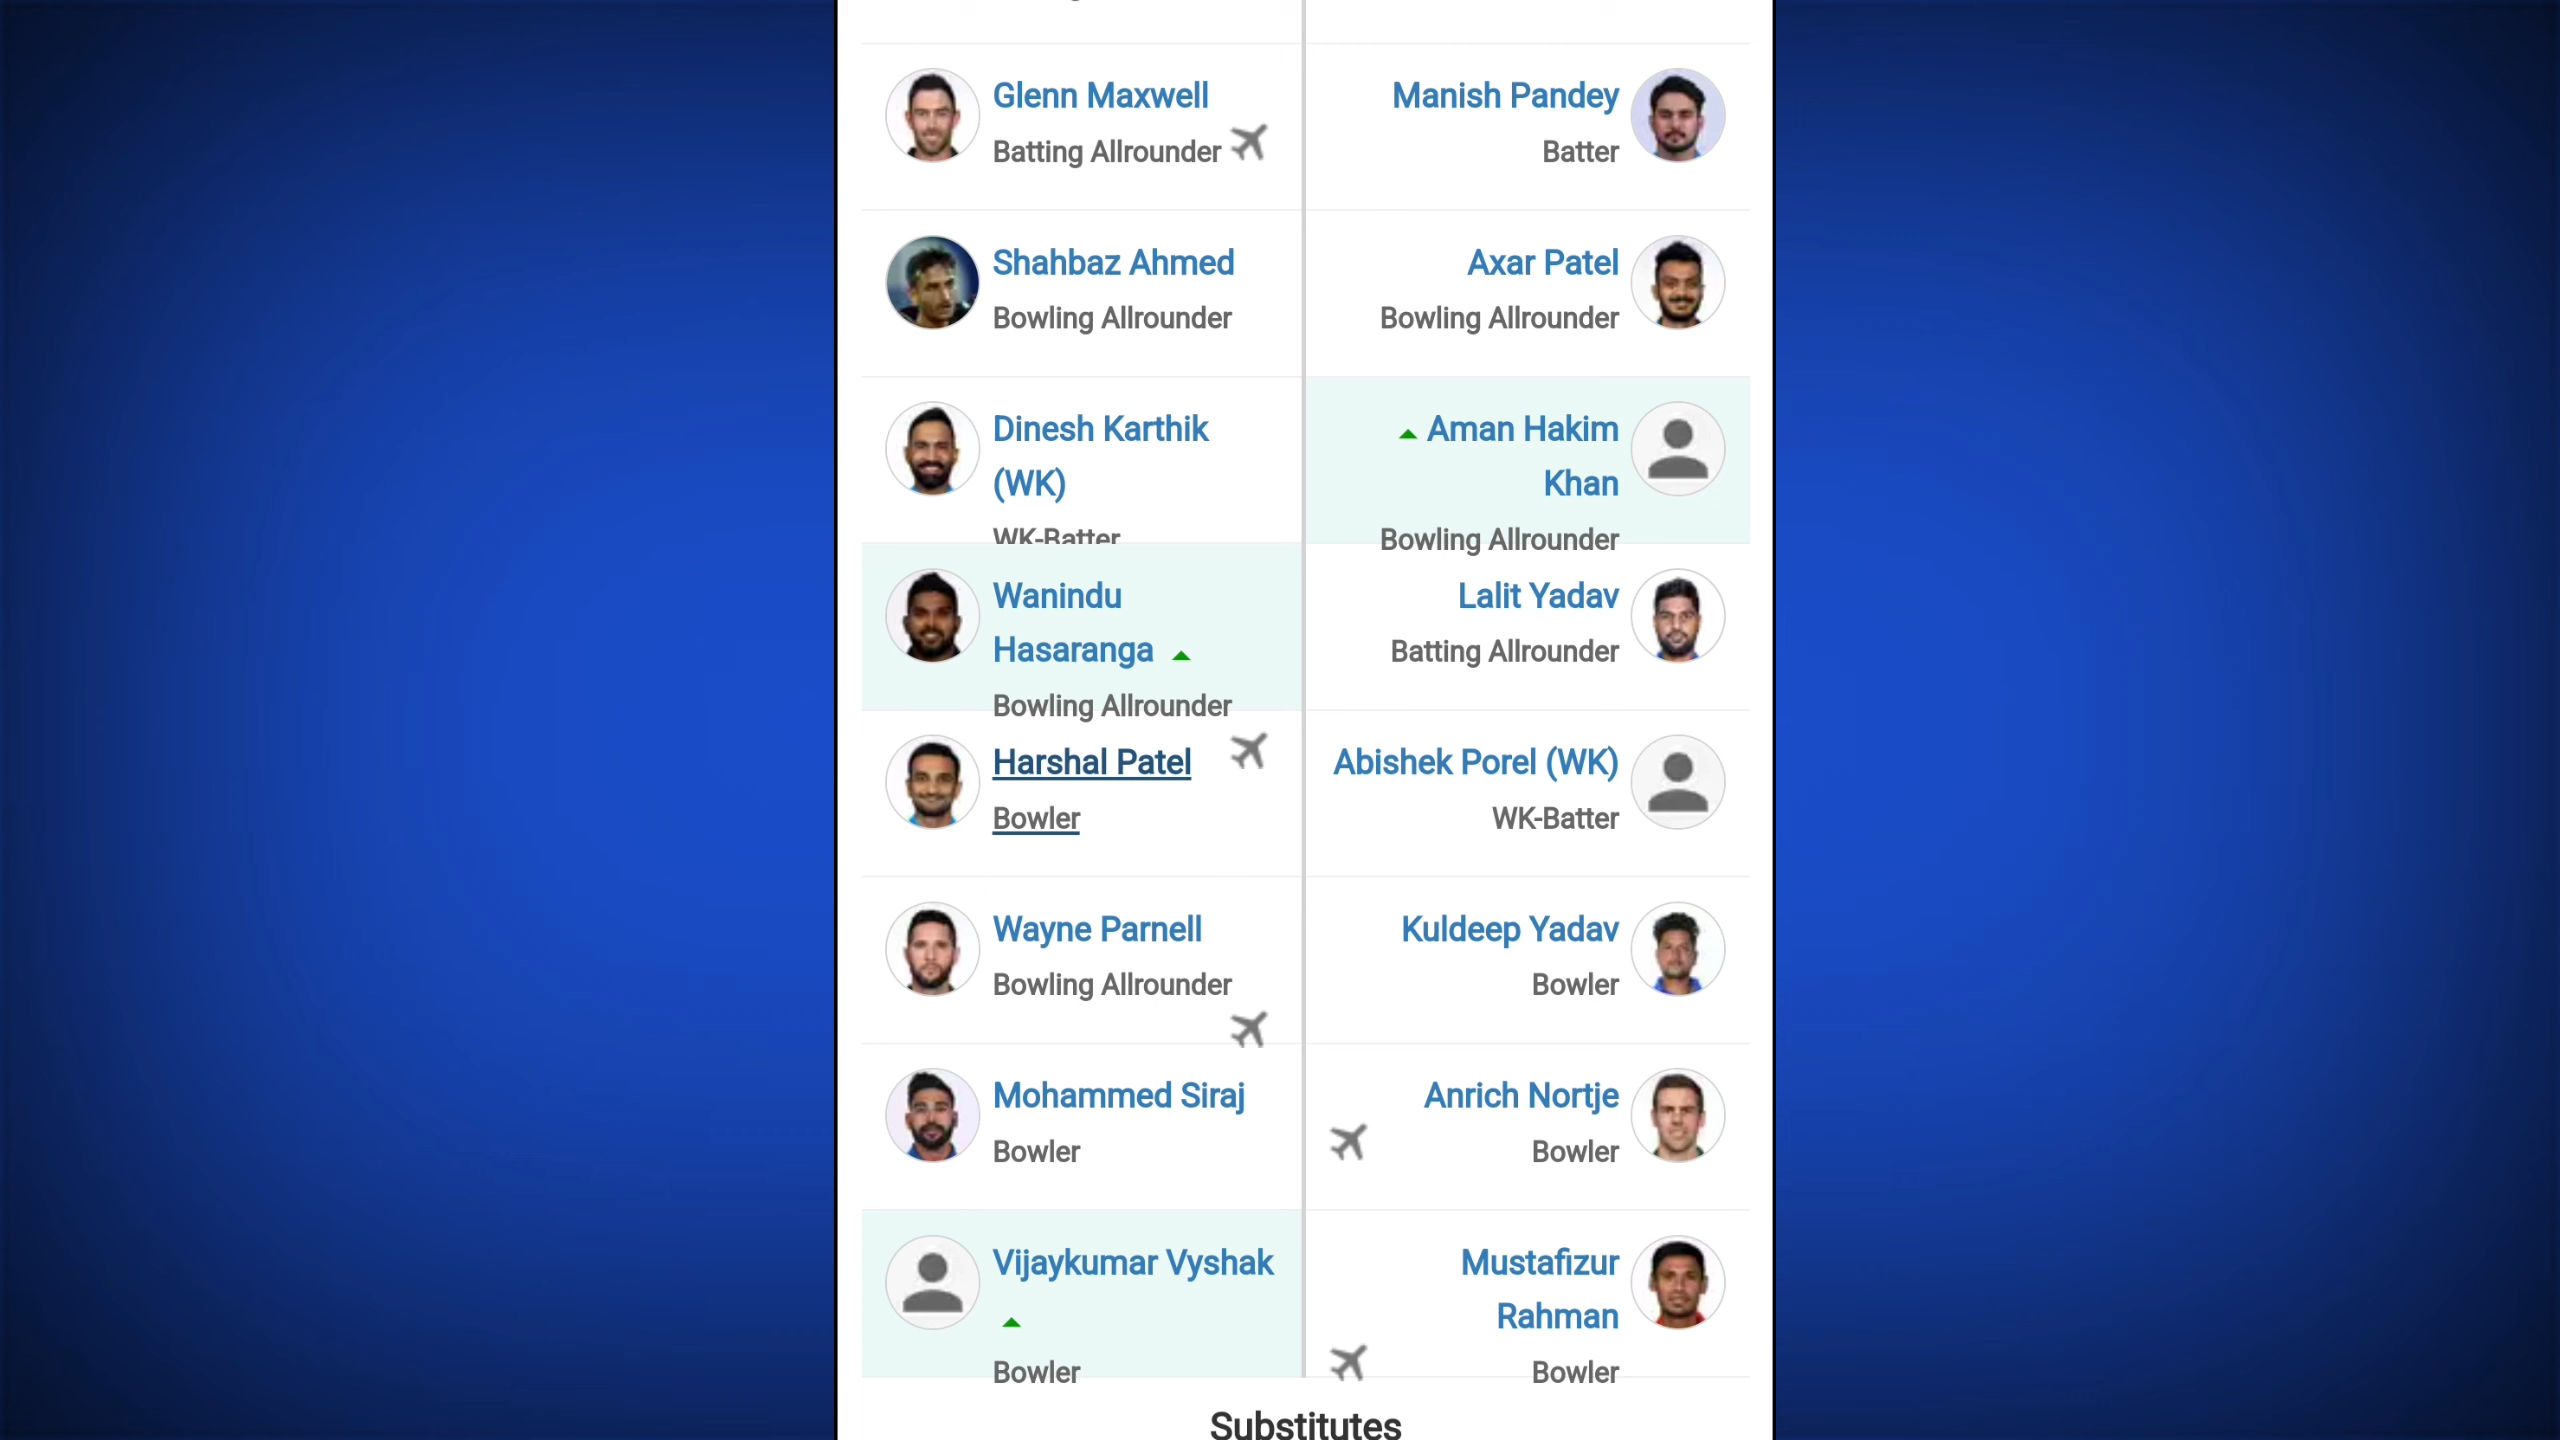 Glenn Maxwell
Batting Allrounder
Manish Pandey
Batter
Shahbaz Ahmed
Bowling Allrounder
Axar Patel
Bowling Allrounder
Dinesh Karthik
(WK)
WK-Batter
Aman Hakim
Khan
Bowling Allrounder
Wanindu
Hasaranga
Bowling Allrounder
Lalit Yadav
Batting Allrounder
Harshal Patel
Bowler
Abishek Porel (WK)
WK-Batter
Wayne Parnell
Bowling Allrounder
Kuldeep Yadav
Bowler
Mohammed Siraj
Bowler
Anrich Nortje
Bowler
Vijaykumar Vyshak
Bowler
Mustafizur
Rahman
Bowler
Substitutes